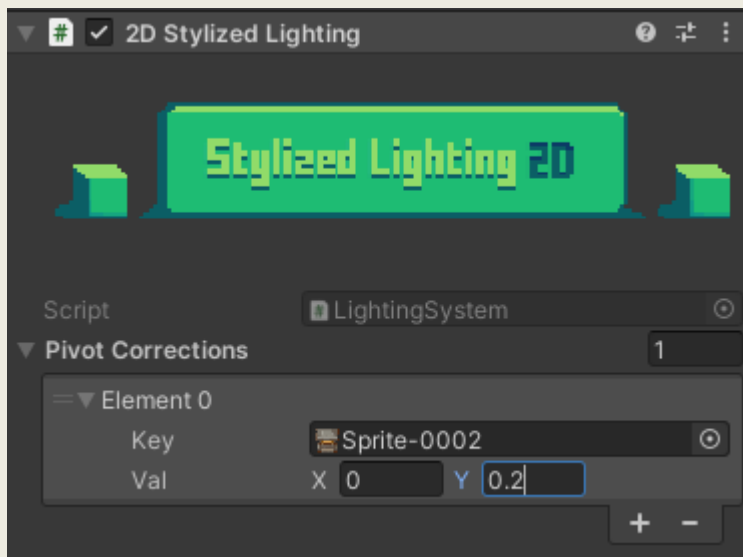 # 2D Stylized Lighting
Stylized Lighting 2D
Script # LightingSystem
Pivot Corrections 1
Element 0
Key Sprite-0002
Val X 0 Y 0.2
+ −